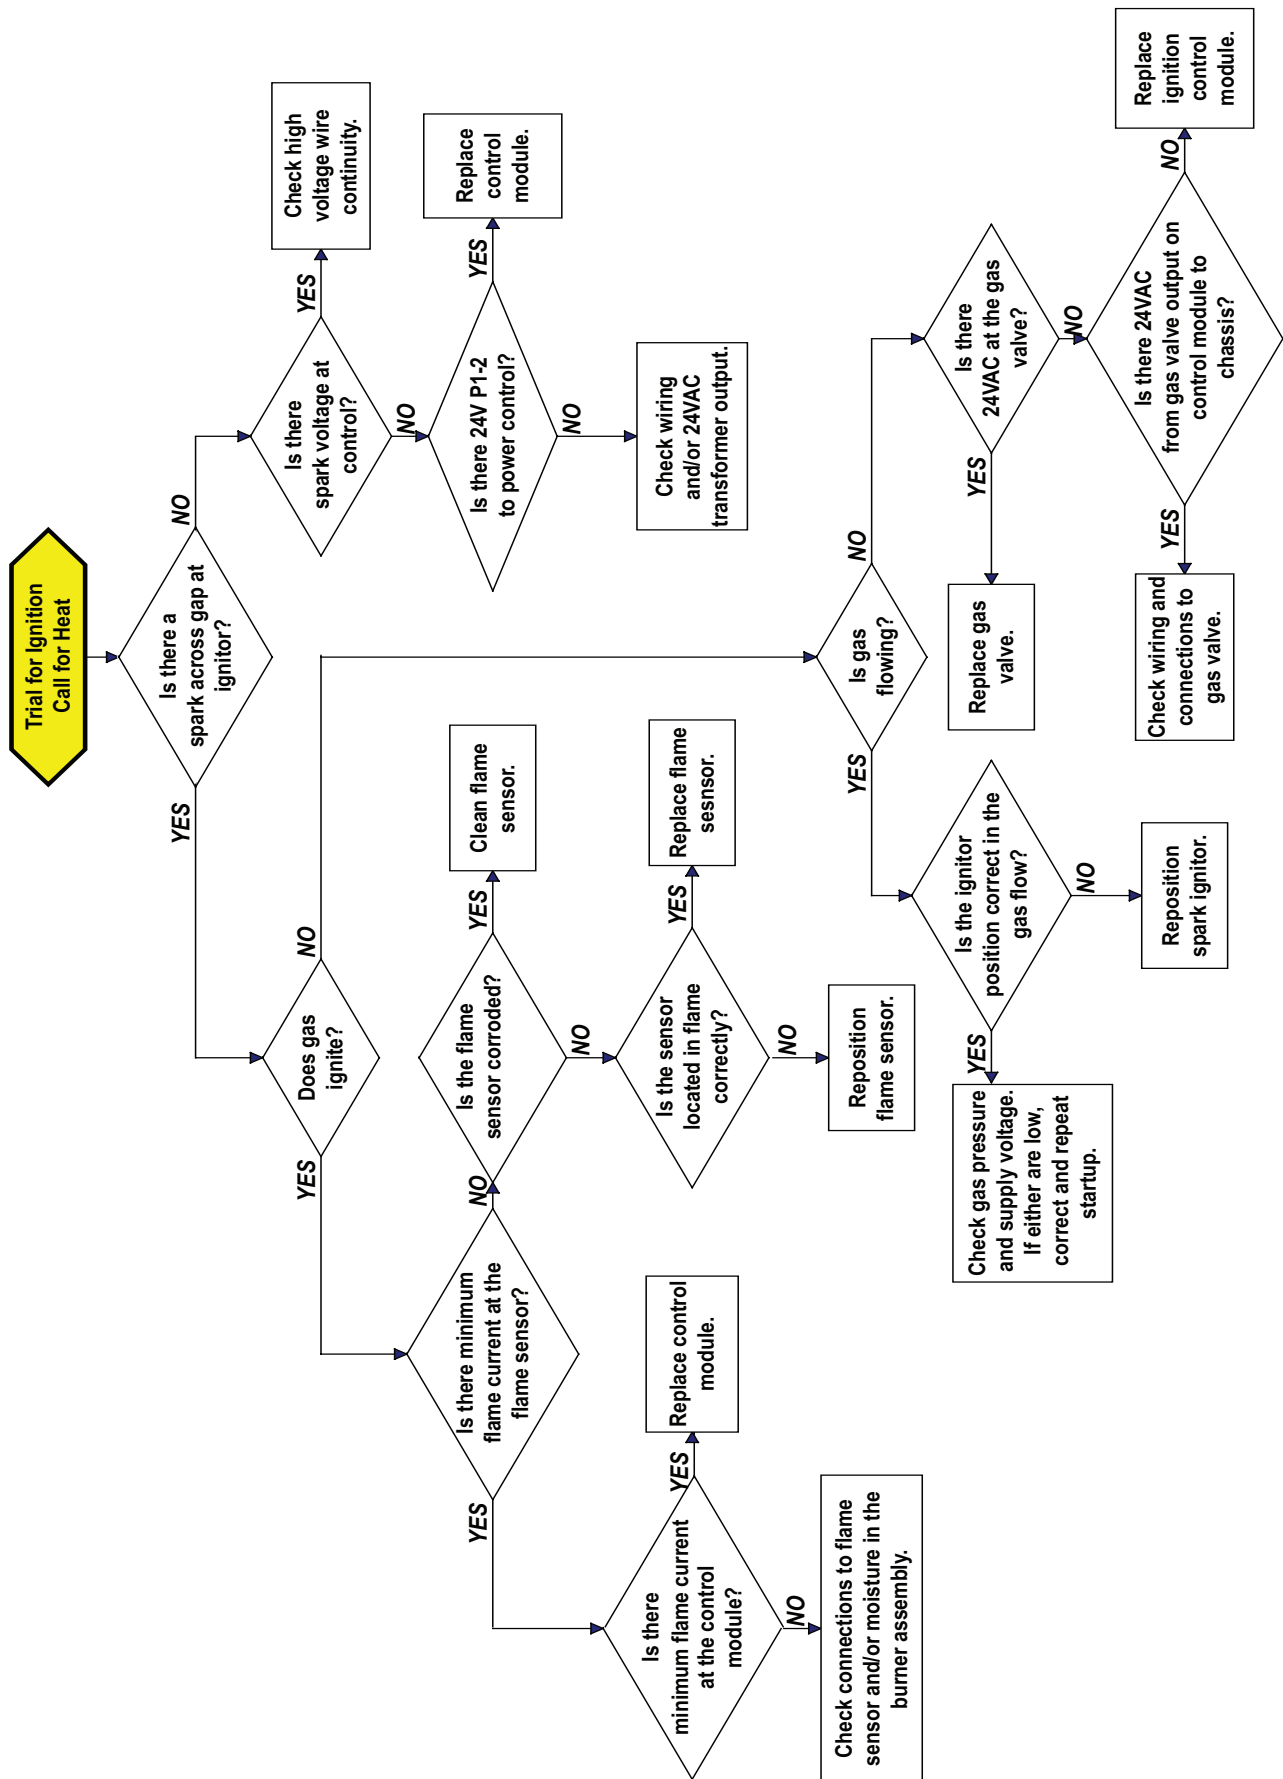 Trial for Ignition
Call for Heat
Is there a
spark across gap at
ignitor?
YES
NO
Does gas
ignite?
YES
NO
Is there
spark voltage at
control?
YES
Check high
voltage wire
continuity.
NO
Is there 24V P1-2
to power control?
YES
Replace
control
module.
NO
Check wiring
and/or 24VAC
transformer output.
Is there minimum
flame current at the
flame sensor?
YES
NO
Is the flame
sensor corroded?
YES
Clean flame
sensor.
NO
Is the sensor
located in flame
correctly?
YES
Replace flame
sesnsor.
NO
Reposition
flame sensor.
Is there
minimum flame current
at the control
module?
YES
Replace control
module.
NO
Check connections to flame
sensor and/or moisture in the
burner assembly.
Is gas
flowing?
YES
NO
Is the ignitor
position correct in the
gas flow?
YES
Check gas pressure
and supply voltage.
If either are low,
correct and repeat
startup.
NO
Reposition
spark ignitor.
Is there
24VAC at the gas
valve?
YES
Replace gas
valve.
NO
Is there 24VAC
from gas valve output on
control module to
chassis?
YES
Check wiring and
connections to
gas valve.
NO
Replace
ignition
control
module.